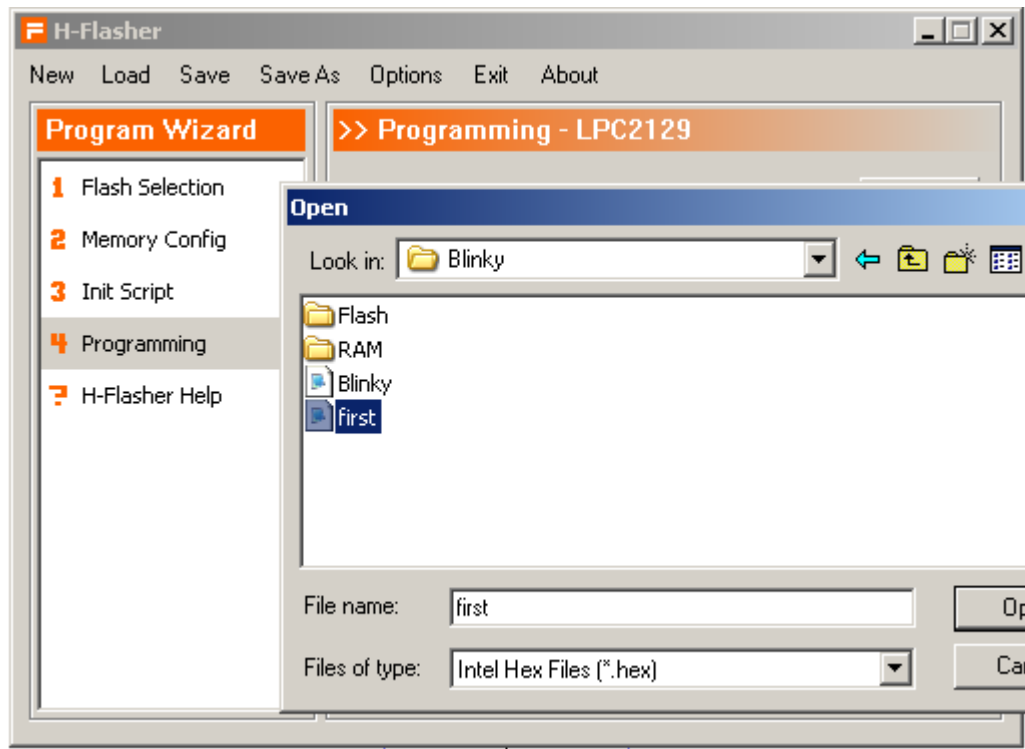 H-Flasher
New Load Save Save As Options Exit About
Program Wizard
>> Programming - LPC2129
1 Flash Selection
2 Memory Config
3 Init Script
4 Programming
? H-Flasher Help
Open
Look in: Blinky
Flash
RAM
Blinky
first
File name: first
Files of type: Intel Hex Files (*.hex)